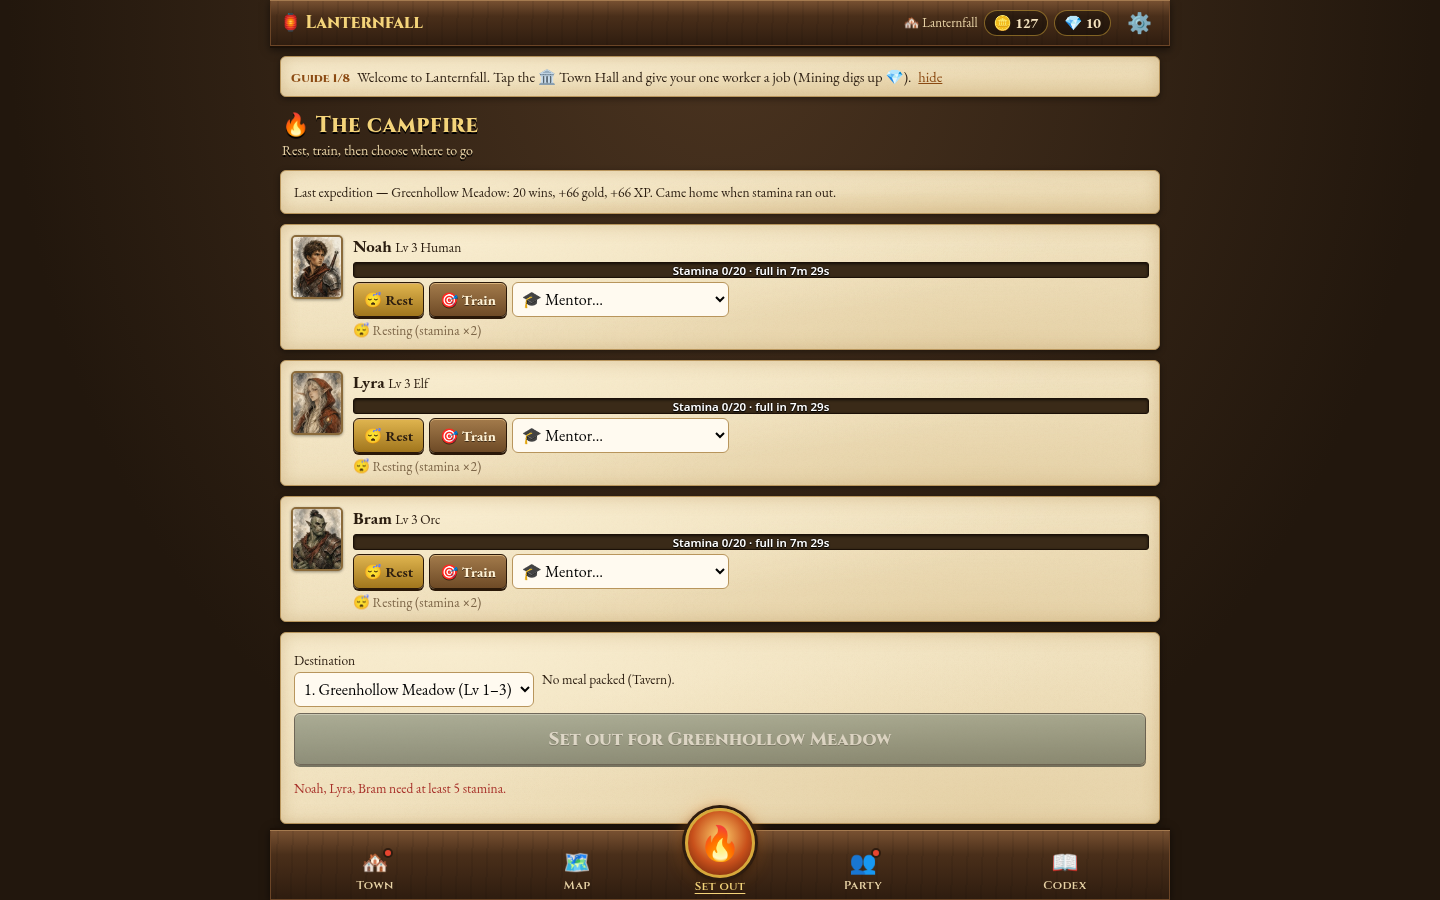 Lanternfall
Lanternfall
127
10
Guide 1/8 Welcome to Lanternfall. Tap the 🏛️ Town Hall and give your one worker a job (Mining digs up 💎). hide
The campfire
Rest, train, then choose where to go
Last expedition — Greenhollow Meadow: 20 wins, +66 gold, +66 XP. Came home when stamina ran out.
Noah Lv 3 Human
Stamina 0/20 · full in 7m 29s
Rest
Train
Mentor...
Resting (stamina ×2)
Lyra Lv 3 Elf
Stamina 0/20 · full in 7m 29s
Rest
Train
Mentor...
Resting (stamina ×2)
Bram Lv 3 Orc
Stamina 0/20 · full in 7m 29s
Rest
Train
Mentor...
Resting (stamina ×2)
Destination
1. Greenhollow Meadow (Lv 1–3)
No meal packed (Tavern).
Set out for Greenhollow Meadow
Noah, Lyra, Bram need at least 5 stamina.
Town
Map
Set out
Party
Codex